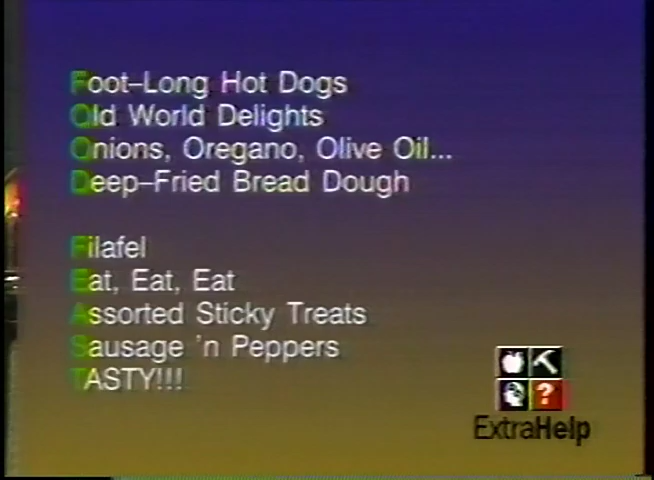 Foot–Long Hot Dogs
Old World Delights
Onions, Oregano, Olive Oil...
Deep–Fried Bread Dough
Filafel
Eat, Eat, Eat
Assorted Sticky Treats
Sausage 'n Peppers
TASTY!!!
?
ExtraHelp